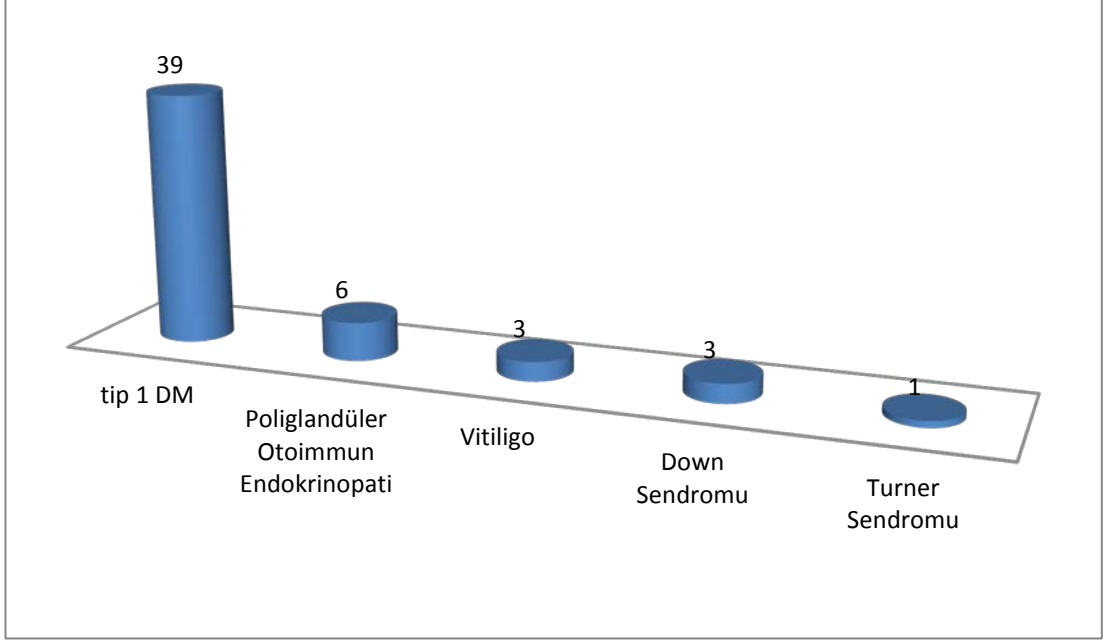 39
6
3
3
1
tip 1 DM
Poliglandüler
Otoimmun
Endokrinopati
Vitiligo
Down
Sendromu
Turner
Sendromu